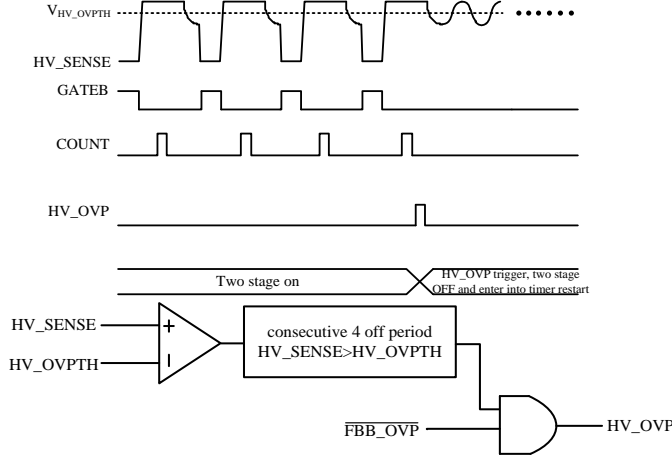 VHV_OVPTH
HV_SENSE
GATEB
COUNT
HV_OVP
Two stage on
HV_OVP trigger, two stage
OFF and enter into timer restart
HV_SENSE
HV_OVPTH
+
consecutive 4 off period
HV_SENSE>HV_OVPTH
FBB_OVP
HV_OVP